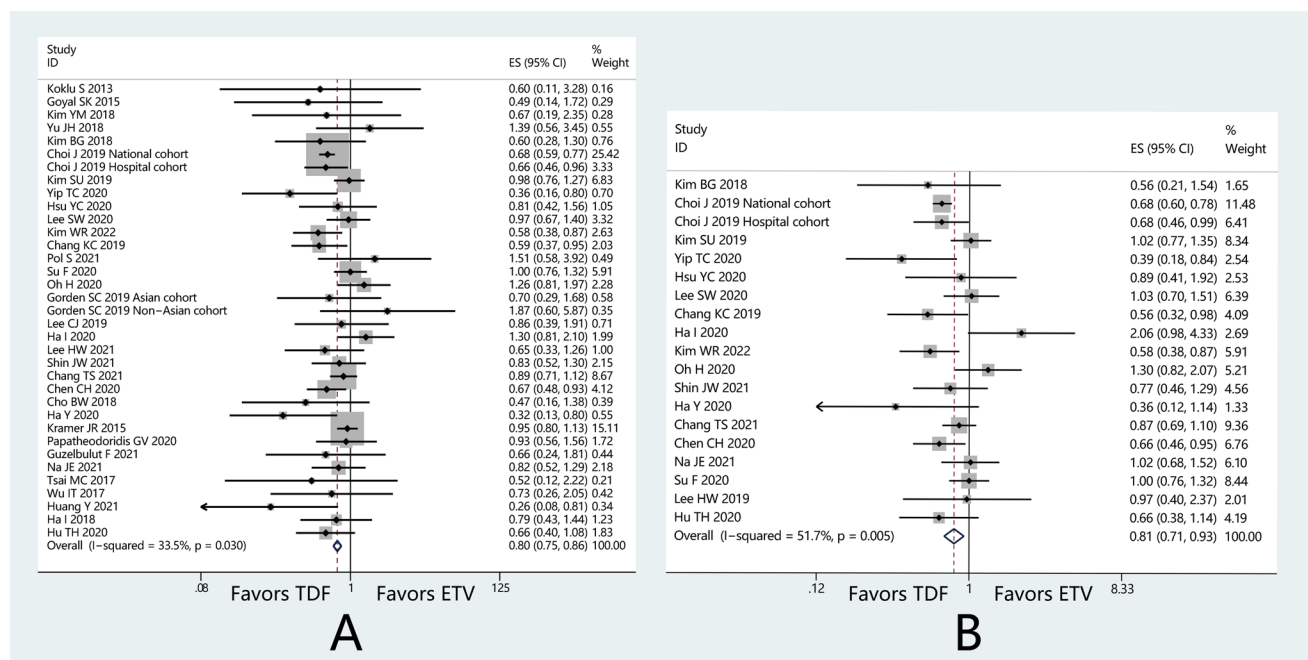 Study
ID ES (95% CI) % Weight
Koklu S 2013 0.60 (0.11, 3.28) 0.16
Goyal SK 2015 0.49 (0.14, 1.72) 0.29
Kim YM 2018 0.67 (0.19, 2.35) 0.28
Yu JH 2018 1.39 (0.56, 3.45) 0.55
Kim BG 2018 0.60 (0.28, 1.30) 0.76
Choi J 2019 National cohort 0.68 (0.59, 0.77) 25.42
Choi J 2019 Hospital cohort 0.66 (0.46, 0.96) 3.33
Kim SU 2019 0.98 (0.76, 1.27) 6.83
Yip TC 2020 0.36 (0.16, 0.80) 0.70
Hsu YC 2020 0.81 (0.42, 1.56) 1.05
Lee SW 2020 0.97 (0.67, 1.40) 3.32
Kim WR 2022 0.58 (0.38, 0.87) 2.63
Chang KC 2019 0.59 (0.37, 0.95) 2.03
Pol S 2021 1.51 (0.58, 3.92) 0.49
Su F 2020 1.00 (0.76, 1.32) 5.91
Oh H 2020 1.26 (0.81, 1.97) 2.28
Gorden SC 2019 Asian cohort 0.70 (0.29, 1.68) 0.58
Gorden SC 2019 Non−Asian cohort 1.87 (0.60, 5.87) 0.35
Lee CJ 2019 0.86 (0.39, 1.91) 0.71
Ha I 2020 1.30 (0.81, 2.10) 1.99
Lee HW 2021 0.65 (0.33, 1.26) 1.00
Shin JW 2021 0.83 (0.52, 1.30) 2.15
Chang TS 2021 0.89 (0.71, 1.12) 8.67
Chen CH 2020 0.67 (0.48, 0.93) 4.12
Cho BW 2018 0.47 (0.16, 1.38) 0.39
Ha Y 2020 0.32 (0.13, 0.80) 0.55
Kramer JR 2015 0.95 (0.80, 1.13) 15.11
Papatheodoridis GV 2020 0.93 (0.56, 1.56) 1.72
Guzelbulut F 2021 0.66 (0.24, 1.81) 0.44
Na JE 2021 0.82 (0.52, 1.29) 2.18
Tsai MC 2017 0.52 (0.12, 2.22) 0.21
Wu IT 2017 0.73 (0.26, 2.05) 0.42
Huang Y 2021 0.26 (0.08, 0.81) 0.34
Ha I 2018 0.79 (0.43, 1.44) 1.23
Hu TH 2020 0.66 (0.40, 1.08) 1.83
Overall (I−squared = 33.5%, p = 0.030) 0.80 (0.75, 0.86) 100.00
.08 1 125
Favors TDF Favors ETV
A
Study
ID ES (95% CI) % Weight
Kim BG 2018 0.56 (0.21, 1.54) 1.65
Choi J 2019 National cohort 0.68 (0.60, 0.78) 11.48
Choi J 2019 Hospital cohort 0.68 (0.46, 0.99) 6.41
Kim SU 2019 1.02 (0.77, 1.35) 8.34
Yip TC 2020 0.39 (0.18, 0.84) 2.54
Hsu YC 2020 0.89 (0.41, 1.92) 2.53
Lee SW 2020 1.03 (0.70, 1.51) 6.39
Chang KC 2019 0.56 (0.32, 0.98) 4.09
Ha I 2020 2.06 (0.98, 4.33) 2.69
Kim WR 2022 0.58 (0.38, 0.87) 5.91
Oh H 2020 1.30 (0.82, 2.07) 5.21
Shin JW 2021 0.77 (0.46, 1.29) 4.56
Ha Y 2020 0.36 (0.12, 1.14) 1.33
Chang TS 2021 0.87 (0.69, 1.10) 9.36
Chen CH 2020 0.66 (0.46, 0.95) 6.76
Na JE 2021 1.02 (0.68, 1.52) 6.10
Su F 2020 1.00 (0.76, 1.32) 8.44
Lee HW 2019 0.97 (0.40, 2.37) 2.01
Hu TH 2020 0.66 (0.38, 1.14) 4.19
Overall (I−squared = 51.7%, p = 0.005) 0.81 (0.71, 0.93) 100.00
.12 1 8.33
Favors TDF Favors ETV
B